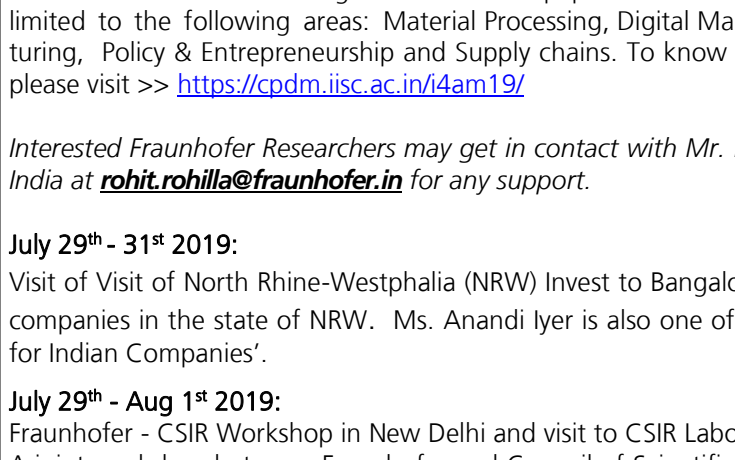 limited to the following areas: Material Processing, Digital Ma
turing, Policy & Entrepreneurship and Supply chains. To know
please visit >> https://cpdm.iisc.ac.in/i4am19/
Interested Fraunhofer Researchers may get in contact with Mr.
India at rohit.rohilla@fraunhofer.in for any support.
July 29th - 31st 2019:
Visit of Visit of North Rhine-Westphalia (NRW) Invest to Bangalo
companies in the state of NRW. Ms. Anandi Iyer is also one of
for Indian Companies’.
July 29th - Aug 1st 2019:
Fraunhofer - CSIR Workshop in New Delhi and visit to CSIR Labo